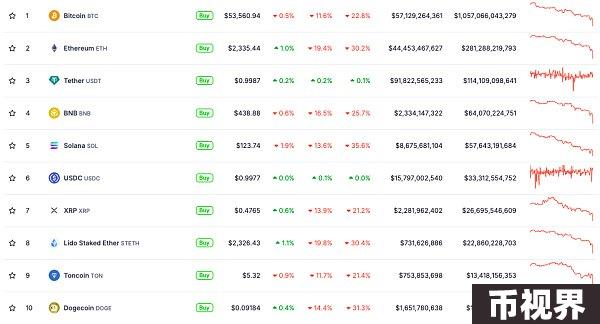 1 Bitcoin BTC Buy $53,560.94 0.5% 11.6% 22.8% $57,129,264,361 $1,057,066,043,279
2 Ethereum ETH Buy $2,335.44 1.0% 19.4% 30.2% $44,453,467,627 $281,288,219,793
3 Tether USDT Buy $0.9987 0.2% 0.2% 0.1% $91,822,565,233 $114,109,098,641
4 BNB BNB Buy $438.88 0.6% 16.5% 25.7% $2,334,147,322 $64,070,224,751
5 Solana SOL Buy $123.74 1.9% 13.6% 35.6% $8,675,681,104 $57,643,191,684
6 USDC USDC Buy $0.9977 0.0% 0.1% 0.0% $15,797,002,540 $33,312,554,752
7 XRP XRP Buy $0.4765 0.6% 13.9% 21.2% $2,281,962,402 $26,695,546,609
8 Lido Staked Ether STETH Buy $2,326.43 1.1% 19.8% 30.4% $731,626,886 $22,860,228,703
9 Toncoin TON Buy $5.32 0.9% 11.7% 21.4% $753,853,698 $13,418,156,353
10 Dogecoin DOGE Buy $0.09184 0.4% 14.4% 31.3% $1,651,780,638
币视界